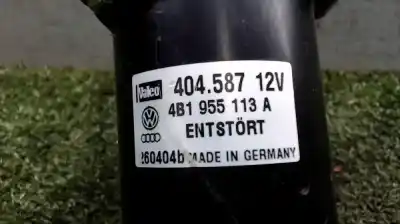 Valeo 404.587 12V
4B1 955 113 A
ENTSTÖRT
260404b MADE IN GERMANY